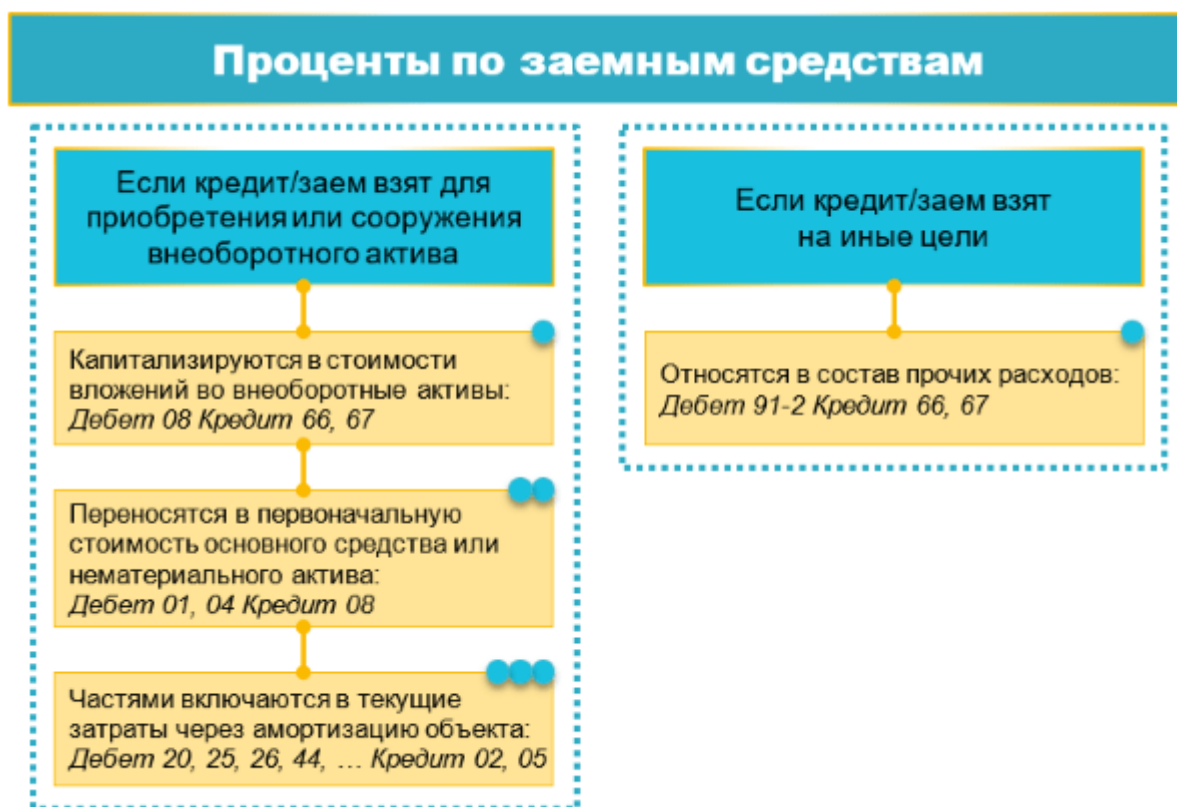 Проценты по заемным средствам
Если кредит/заем взят для
приобретения или сооружения
внеоборотного актива
Капитализируются в стоимости
вложений во внеоборотные активы:
Дебет 08 Кредит 66, 67
Переносятся в первоначальную
стоимость основного средства или
нематериального актива:
Дебет 01, 04 Кредит 08
Частями включаются в текущие
затраты через амортизацию объекта:
Дебет 20, 25, 26, 44, … Кредит 02, 05
Если кредит/заем взят
на иные цели
Относятся в состав прочих расходов:
Дебет 91-2 Кредит 66, 67